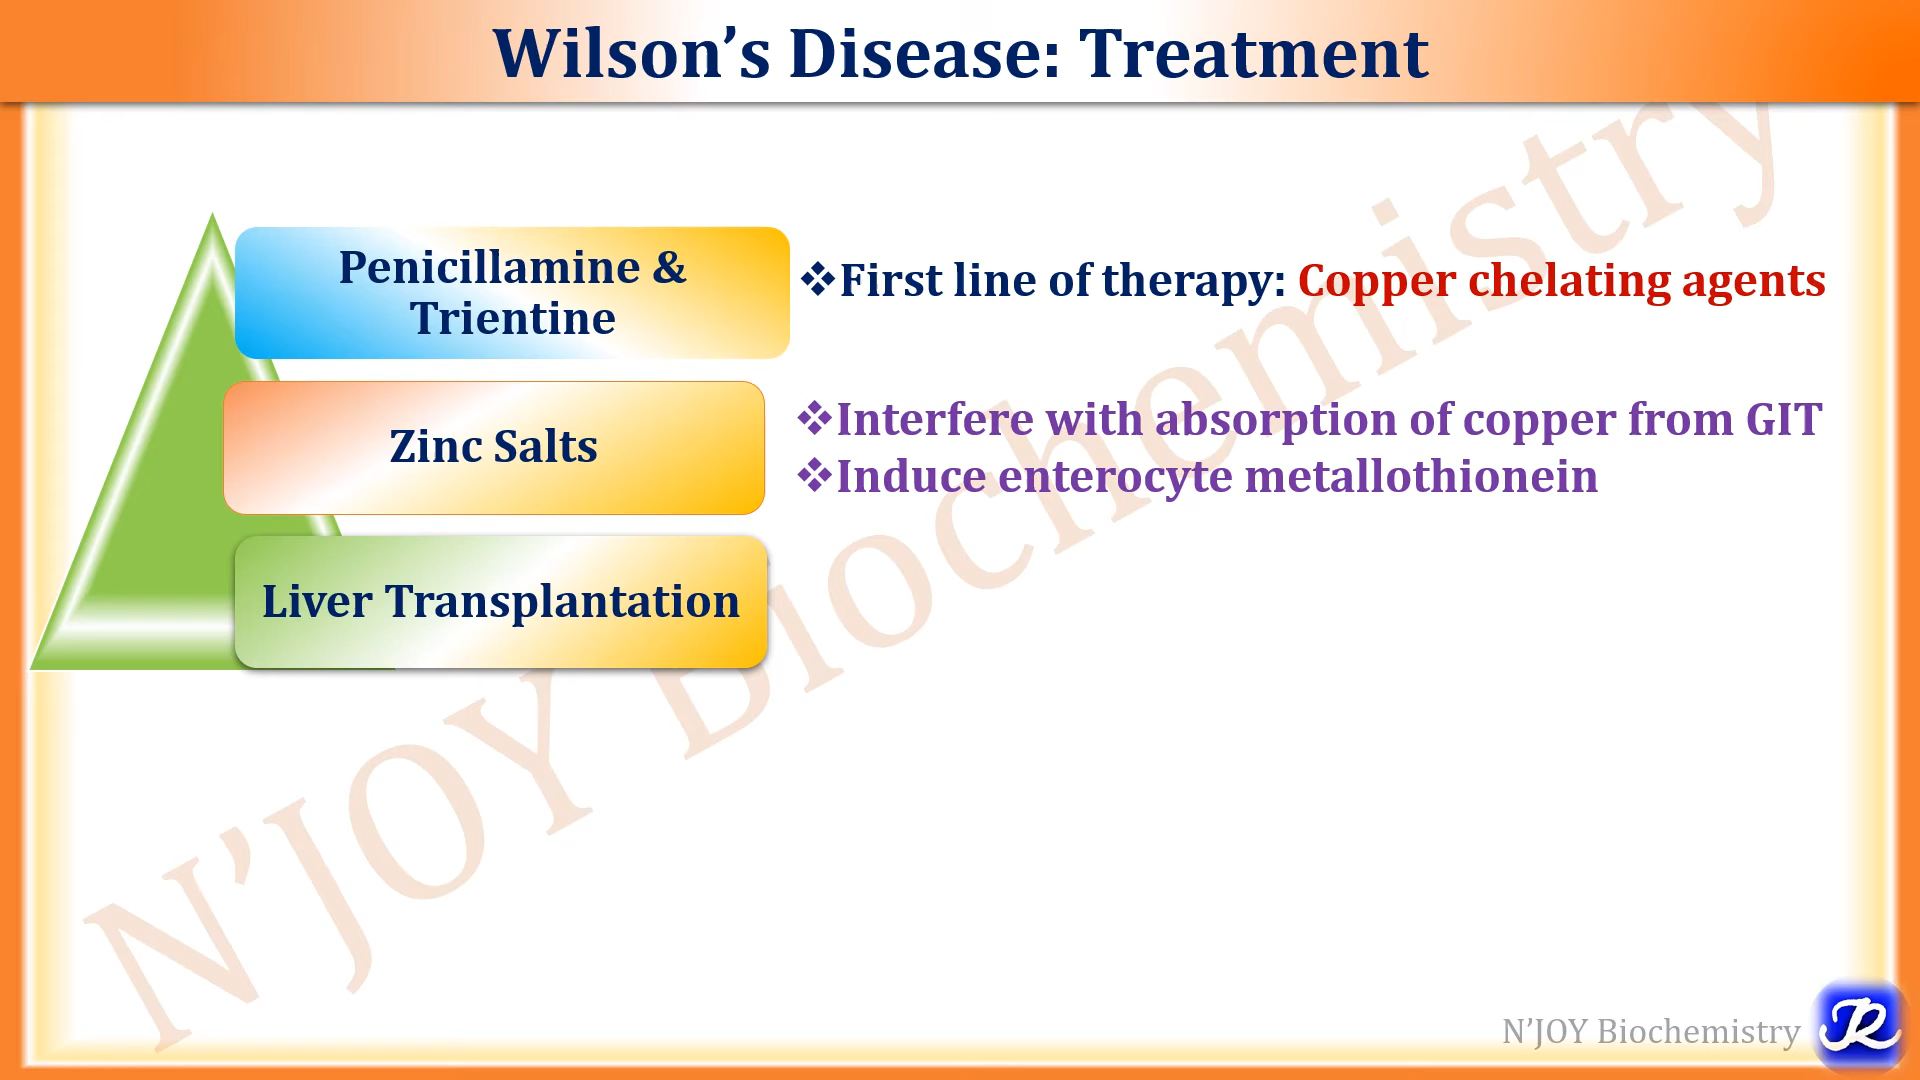 Wilson’s Disease: Treatment
Penicillamine &
Trientine
❖First line of therapy: Copper chelating agents
Zinc Salts
❖Interfere with absorption of copper from GIT
❖Induce enterocyte metallothionein
Liver Transplantation
N’JOY Biochemistry
N’JOY Biochemistry